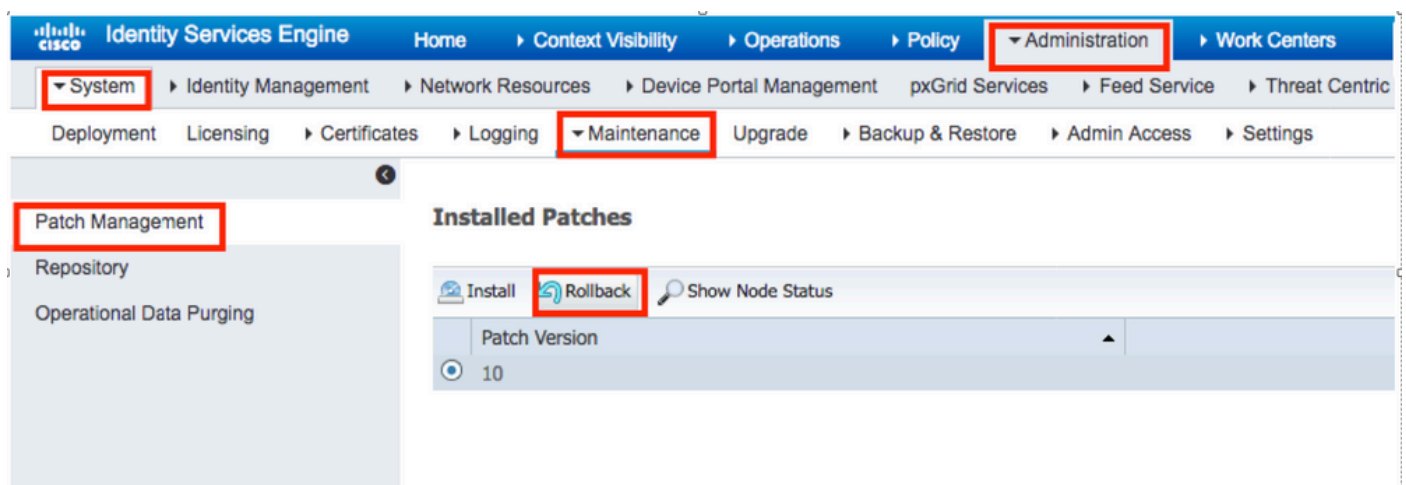 cisco Identity Services Engine Home Context Visibility Operations Policy Administration Work Centers
System Identity Management Network Resources Device Portal Management pxGrid Services Feed Service Threat Centric
Deployment Licensing Certificates Logging Maintenance Upgrade Backup & Restore Admin Access Settings
Patch Management
Repository
Operational Data Purging
Installed Patches
Install Rollback Show Node Status
Patch Version
10